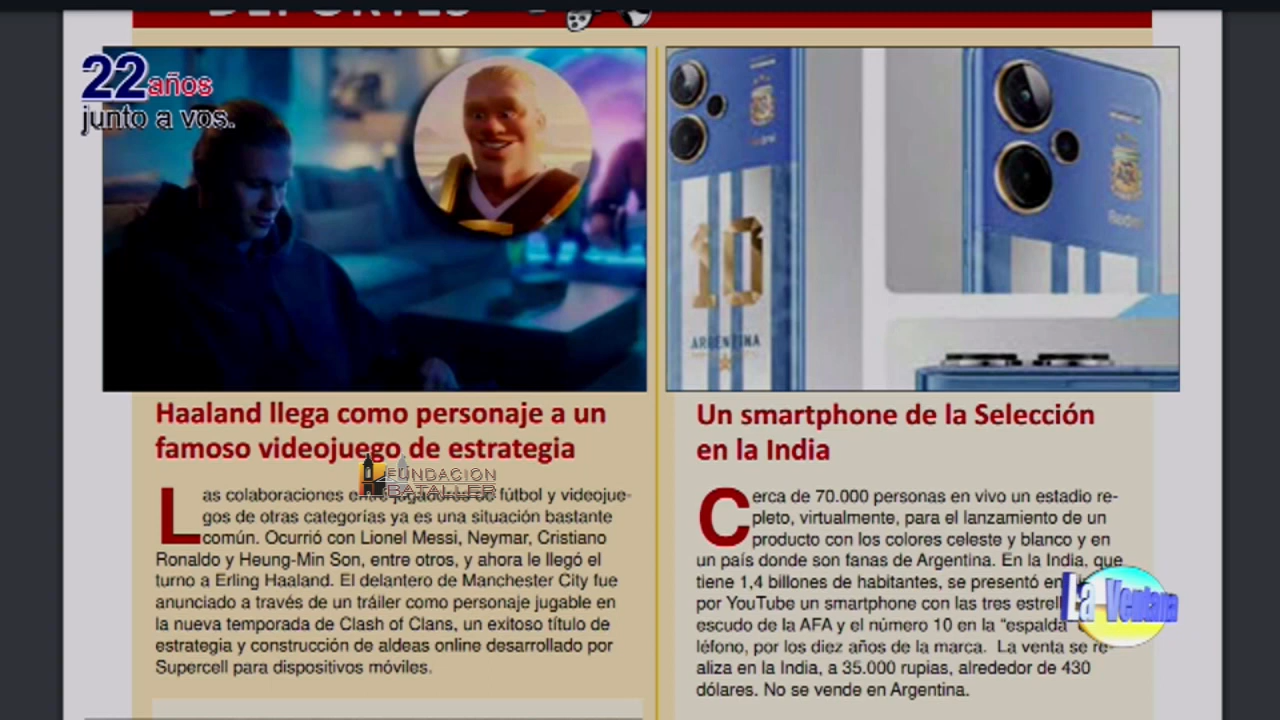 DEPORTES
22 años
junto a vos.
10
ARGENTINA
Redmi
Haaland llega como personaje a un
famoso videojuego de estrategia
FUNDACION
BATALLER
Las colaboraciones entre jugadores de fútbol y videojue-
gos de otras categorías ya es una situación bastante
común. Ocurrió con Lionel Messi, Neymar, Cristiano
Ronaldo y Heung-Min Son, entre otros, y ahora le llegó el
turno a Erling Haaland. El delantero de Manchester City fue
anunciado a través de un tráiler como personaje jugable en
la nueva temporada de Clash of Clans, un exitoso título de
estrategia y construcción de aldeas online desarrollado por
Supercell para dispositivos móviles.
Un smartphone de la Selección
en la India
Cerca de 70.000 personas en vivo un estadio re-
pleto, virtualmente, para el lanzamiento de un
producto con los colores celeste y blanco y en
un país donde son fanas de Argentina. En la India, que
tiene 1,4 billones de habitantes, se presentó en
por YouTube un smartphone con las tres
escudo de la AFA y el número 10 en la “espalda”
léfono, por los diez años de la marca. La venta se re-
aliza en la India, a 35.000 rupias, alrededor de 430
dólares. No se vende en Argentina.
La Ventana